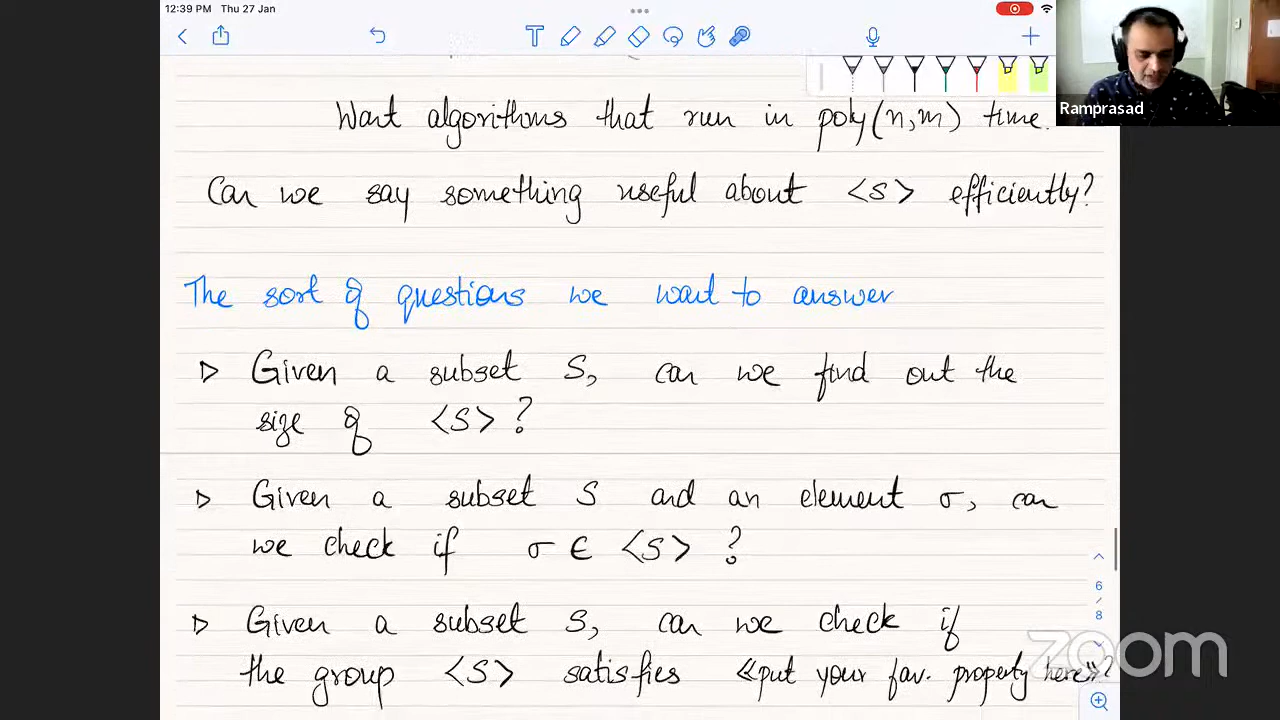 12:39 PM Thu 27 Jan
Ramprasad
Want algorithms that run in poly(n,m) time.
Can we say something useful about <S> efficiently?
The sort of questions we want to answer
▷ Given a subset S, can we find out the
size of <S> ?
▷ Given a subset S and an element σ, can
we check if σ ∈ <S> ?
▷ Given a subset S, can we check if
the group <S> satisfies «put your fav. property here»?
6
/
8
zoom